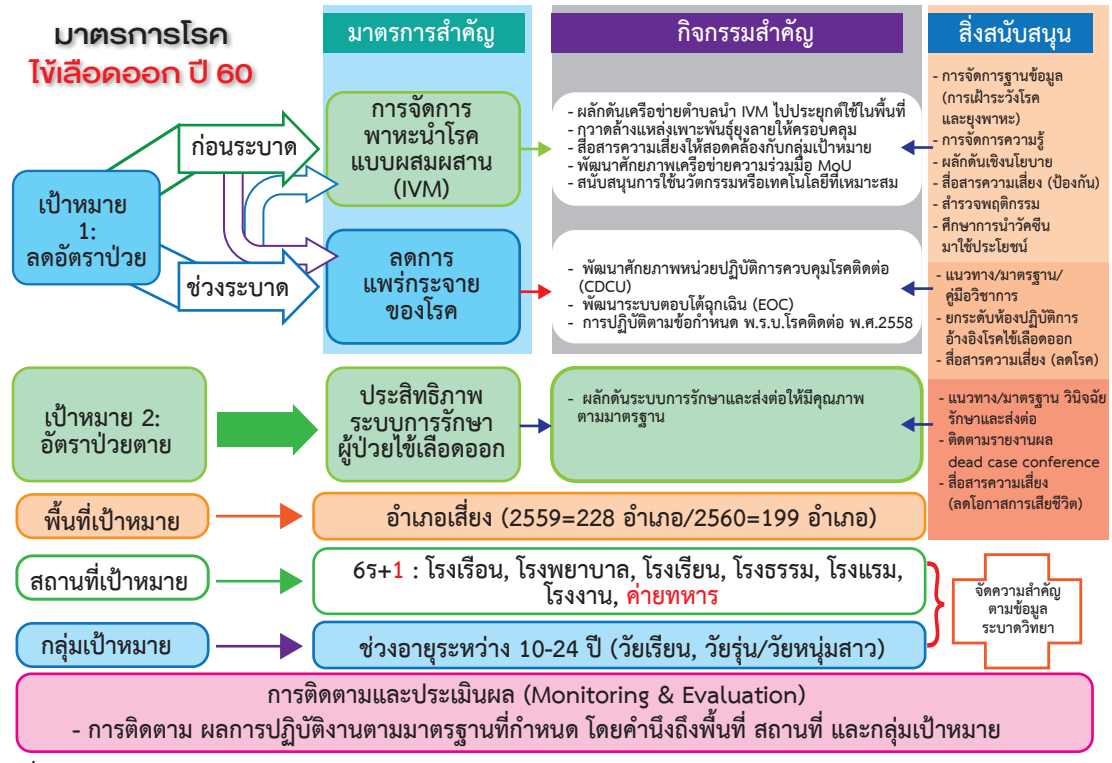 มาตรการโรค
ไข้เลือดออก ปี 60
มาตรการสำคัญ
กิจกรรมสำคัญ
สิ่งสนับสนุน
เป้าหมาย
1:
ลดอัตราป่วย
ก่อนระบาด
ช่วงระบาด
การจัดการ
พาหะนำโรค
แบบผสมผสาน
(IVM)
- ผลักดันเครือข่ายตำบลนำ IVM ไปประยุกต์ใช้ในพื้นที่
- กวาดล้างแหล่งเพาะพันธุ์ยุงลายให้ครอบคลุม
- สื่อสารความเสี่ยงให้สอดคล้องกับกลุ่มเป้าหมาย
- พัฒนาศักยภาพเครือข่ายความร่วมมือ MoU
- สนับสนุนการใช้นวัตกรรมหรือเทคโนโลยีที่เหมาะสม
- การจัดการฐานข้อมูล
(การเฝ้าระวังโรค
และยุงพาหะ)
- การจัดการความรู้
- ผลักดันเชิงนโยบาย
- สื่อสารความเสี่ยง (ป้องกัน)
- สำรวจพฤติกรรม
- ศึกษาการนำวัคซีน
มาใช้ประโยชน์
ลดการ
แพร่กระจาย
ของโรค
- พัฒนาศักยภาพหน่วยปฏิบัติการควบคุมโรคติดต่อ
(CDCU)
- พัฒนาระบบตอบโต้ฉุกเฉิน (EOC)
- การปฏิบัติตามข้อกำหนด พ.ร.บ.โรคติดต่อ พ.ศ.2558
- แนวทาง/มาตรฐาน/
คู่มือวิชาการ
- ยกระดับห้องปฏิบัติการ
อ้างอิงโรคไข้เลือดออก
- สื่อสารความเสี่ยง (ลดโรค)
เป้าหมาย 2:
อัตราป่วยตาย
ประสิทธิภาพ
ระบบการรักษา
ผู้ป่วยไข้เลือดออก
- ผลักดันระบบการรักษาและส่งต่อให้มีคุณภาพ
ตามมาตรฐาน
- แนวทาง/มาตรฐาน วินิจฉัย
รักษาและส่งต่อ
- ติดตามรายงานผล
dead case conference
- สื่อสารความเสี่ยง
(ลดโอกาสการเสียชีวิต)
พื้นที่เป้าหมาย
อำเภอเสี่ยง (2559=228 อำเภอ/2560=199 อำเภอ)
สถานที่เป้าหมาย
6ร+1 : โรงเรือน, โรงพยาบาล, โรงเรียน, โรงธรรม, โรงแรม,
โรงงาน, ค่ายทหาร
จัดความสำคัญ
ตามข้อมูล
ระบาดวิทยา
กลุ่มเป้าหมาย
ช่วงอายุระหว่าง 10-24 ปี (วัยเรียน, วัยรุ่น/วัยหนุ่มสาว)
การติดตามและประเมินผล (Monitoring & Evaluation)
- การติดตาม ผลการปฏิบัติงานตามมาตรฐานที่กำหนด โดยคำนึงถึงพื้นที่ สถานที่ และกลุ่มเป้าหมาย